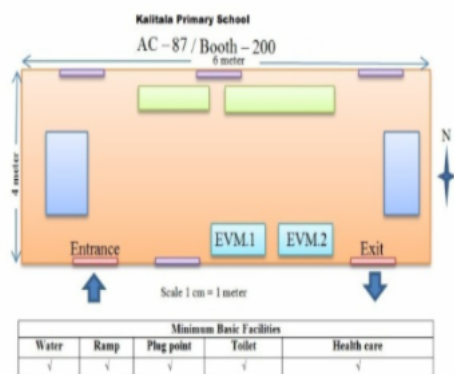 Kalitala Primary School
AC – 87 / Booth – 200
6 meter
4 meter
N
EVM.1 EVM.2
Entrance Exit
Scale 1 cm = 1 meter
Minimum Basic Facilities
Water Ramp Plug point Toilet Health care
√ √ √ √ √